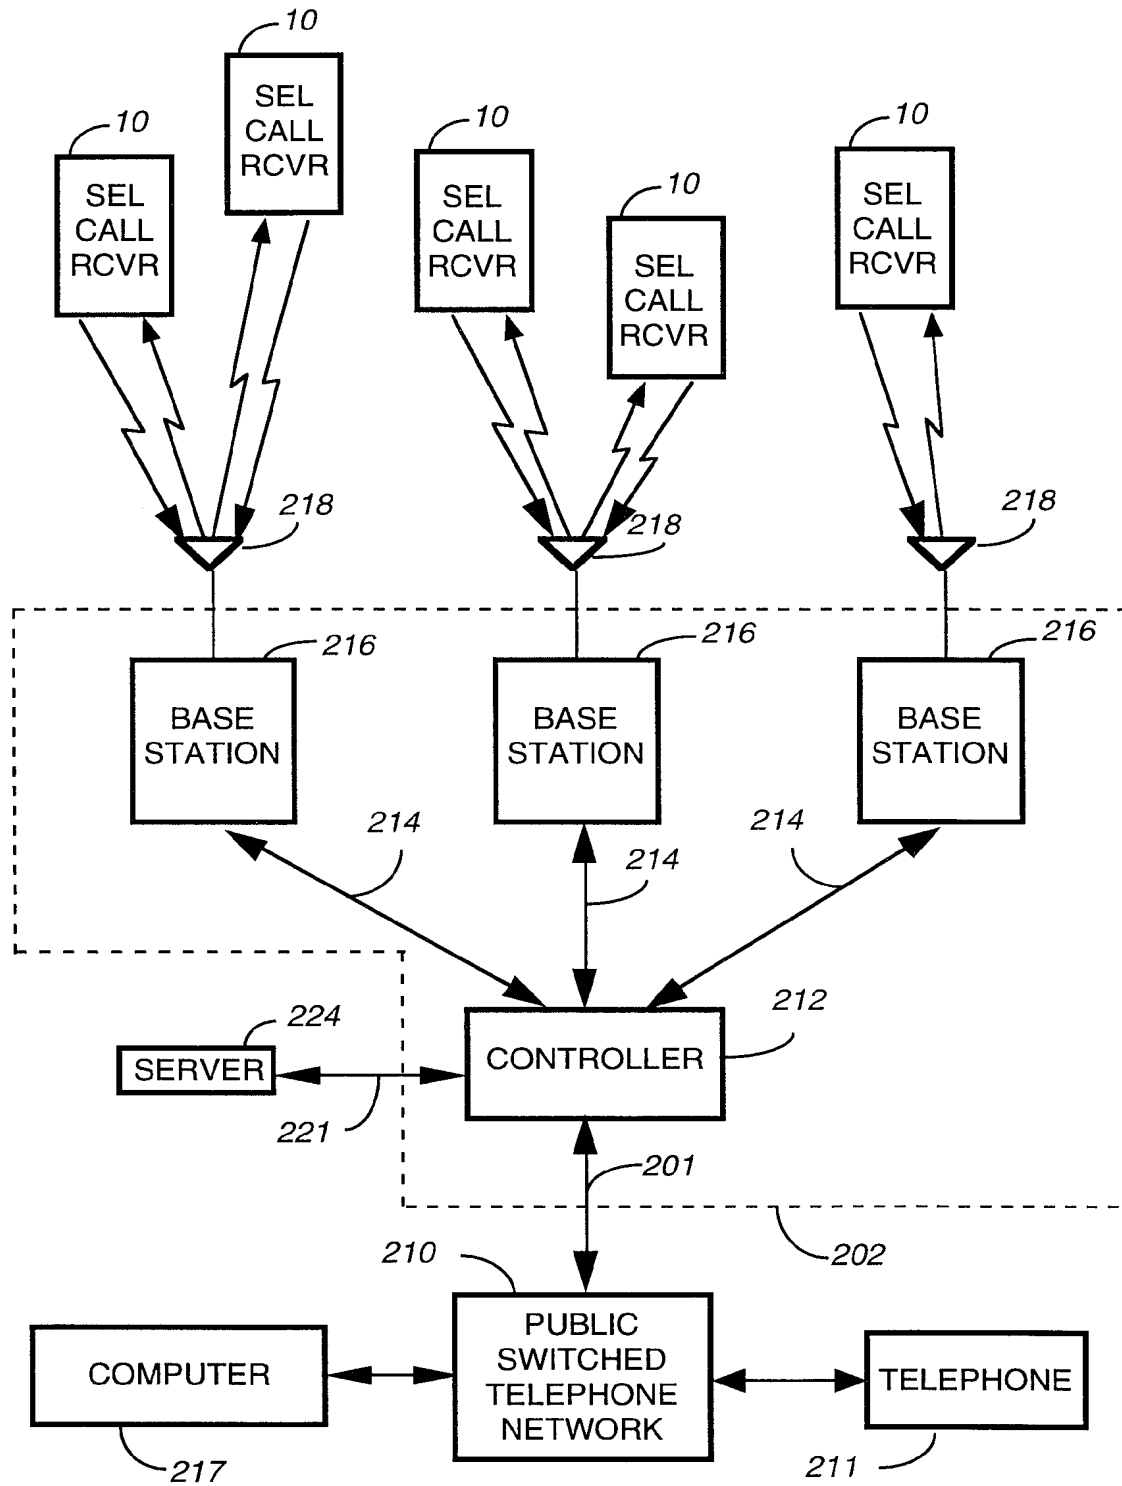 10
10
SEL
CALL
RCVR
10
SEL
CALL
RCVR
10
SEL
CALL
RCVR
10
SEL
CALL
RCVR
SEL
CALL
RCVR
218
218
218
216
216
216
BASE
STATION
BASE
STATION
BASE
STATION
214
214
214
212
224
CONTROLLER
SERVER
221
201
202
210
PUBLIC
SWITCHED
TELEPHONE
NETWORK
COMPUTER
TELEPHONE
217
211